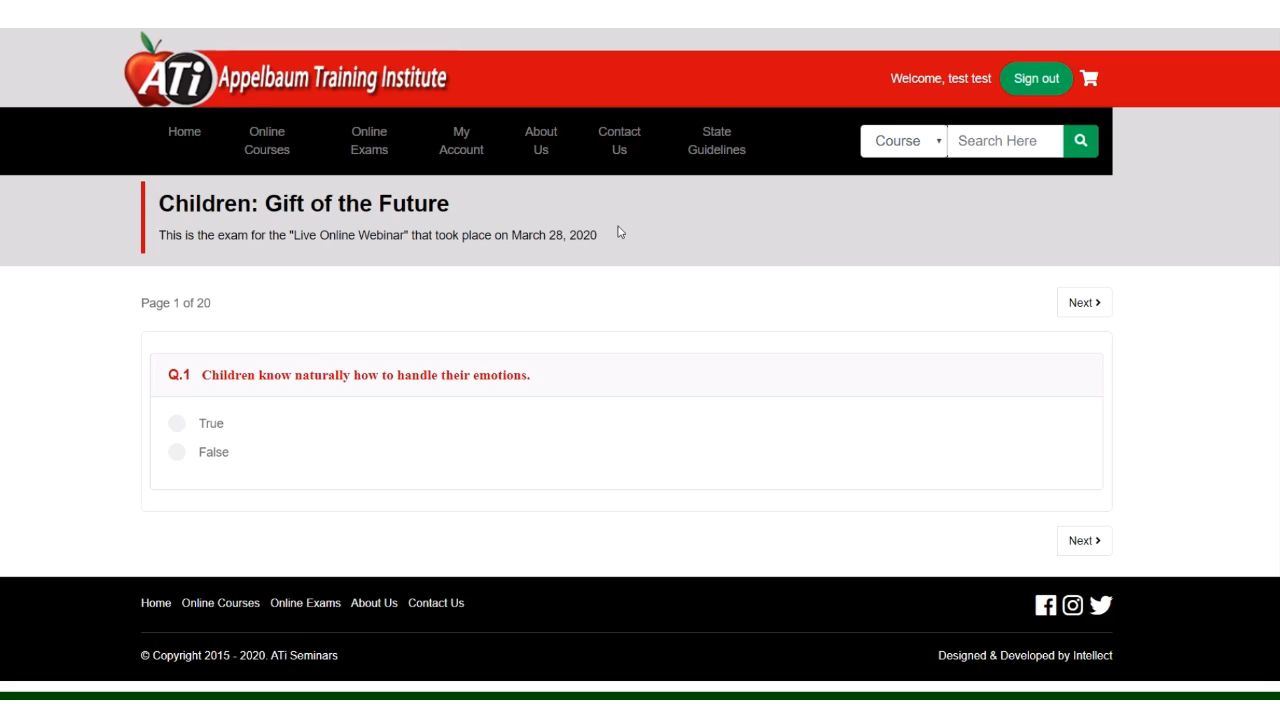 ATi Appelbaum Training Institute
Welcome, test test Sign out
Home Online Courses Online Exams My Account About Us Contact Us State Guidelines Course Search Here
Children: Gift of the Future
This is the exam for the "Live Online Webinar" that took place on March 28, 2020
Page 1 of 20 Next
Q.1 Children know naturally how to handle their emotions.
True
False
Next
Home Online Courses Online Exams About Us Contact Us
© Copyright 2015 - 2020. ATi Seminars Designed & Developed by Intellect